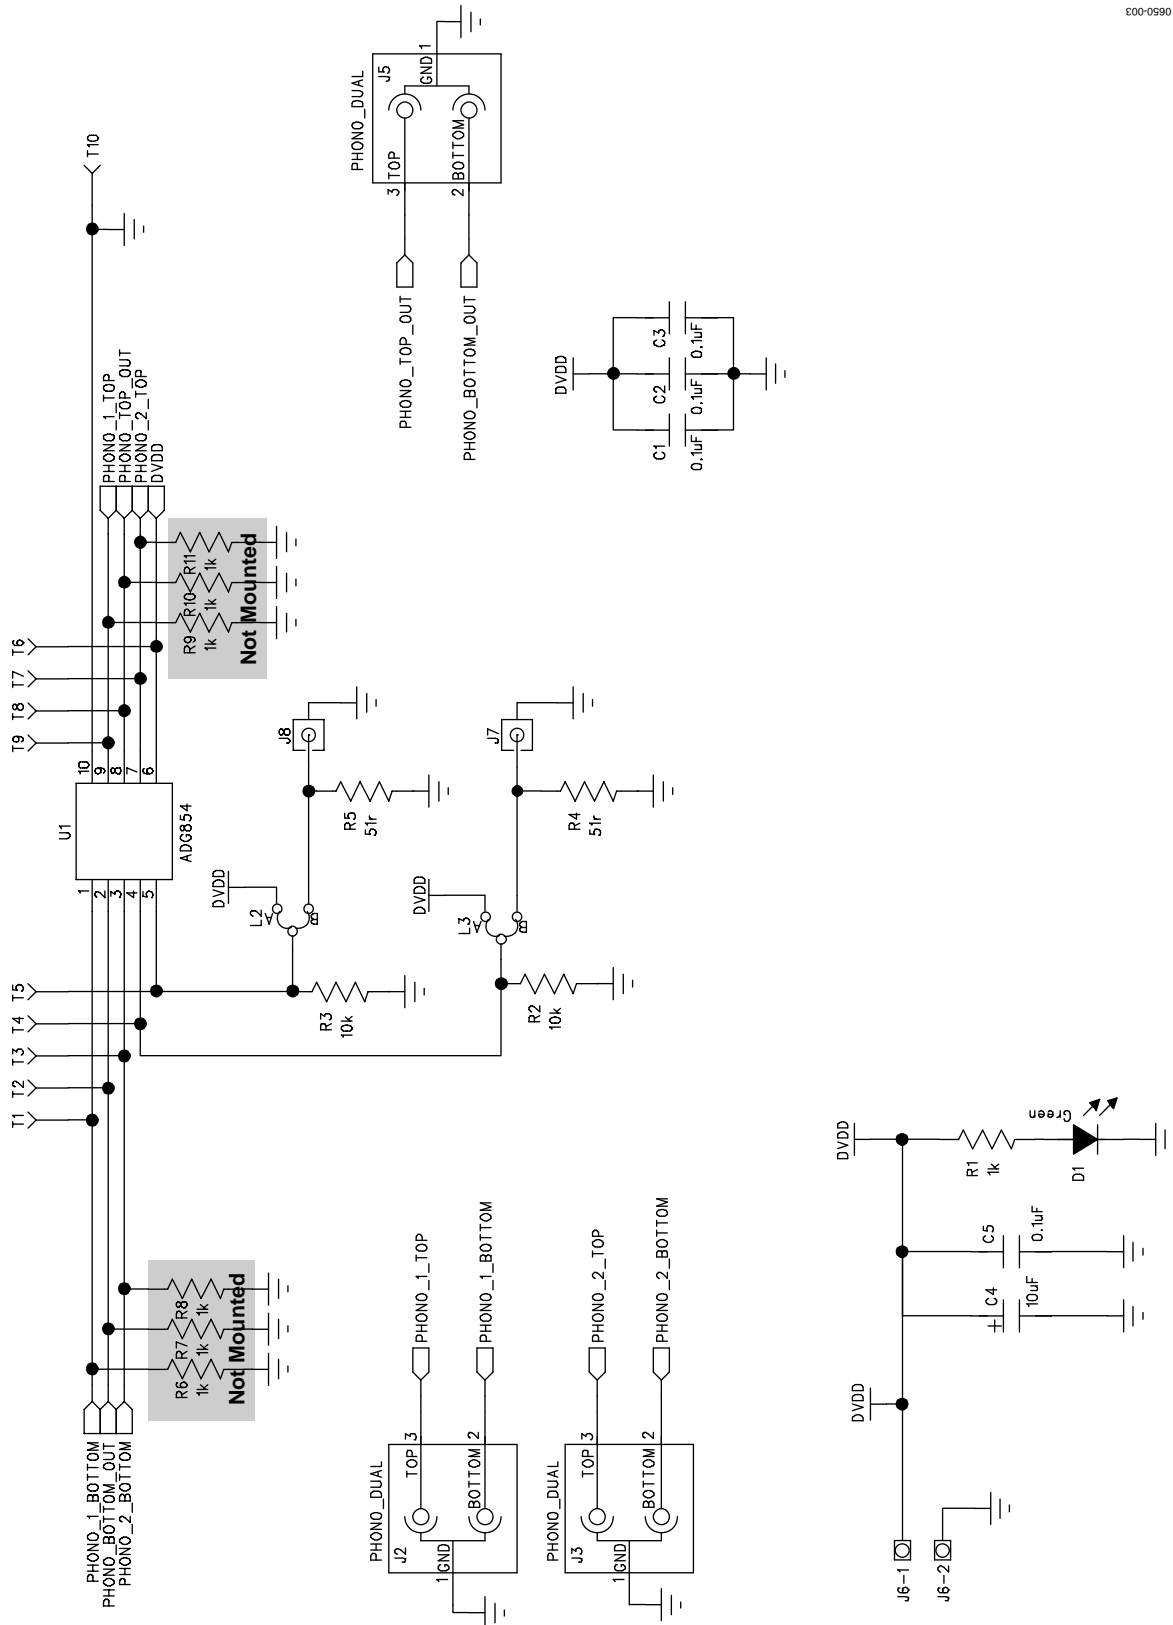 0650-003
PHONO_1_BOTTOM
PHONO_BOTTOM_OUT
PHONO_2_BOTTOM
R6
1k
R7
1k
R8
1k
Not Mounted
T1
T2
T3
T4
T5
1
2
3
4
5
U1
ADG854
10
9
8
7
6
T9
T8
T7
T6
R9
1k
R10
1k
R11
1k
Not Mounted
PHONO_1_TOP
PHONO_TOP_OUT
PHONO_2_TOP
DVDD
T10
R3
10k
DVDD
L2
A
B
R5
51r
J8
R2
10k
DVDD
L3
A
B
R4
51r
J7
PHONO_DUAL
J2
1
GND
TOP
3
BOTTOM
2
PHONO_1_TOP
PHONO_1_BOTTOM
PHONO_DUAL
J3
1
GND
TOP
3
BOTTOM
2
PHONO_2_TOP
PHONO_2_BOTTOM
PHONO_TOP_OUT
PHONO_BOTTOM_OUT
PHONO_DUAL
J5
3
TOP
2
BOTTOM
GND
1
DVDD
C1
0.1uF
C2
0.1uF
C3
0.1uF
J6-1
J6-2
DVDD
+
C4
10uF
C5
0.1uF
DVDD
R1
1k
D1
Green